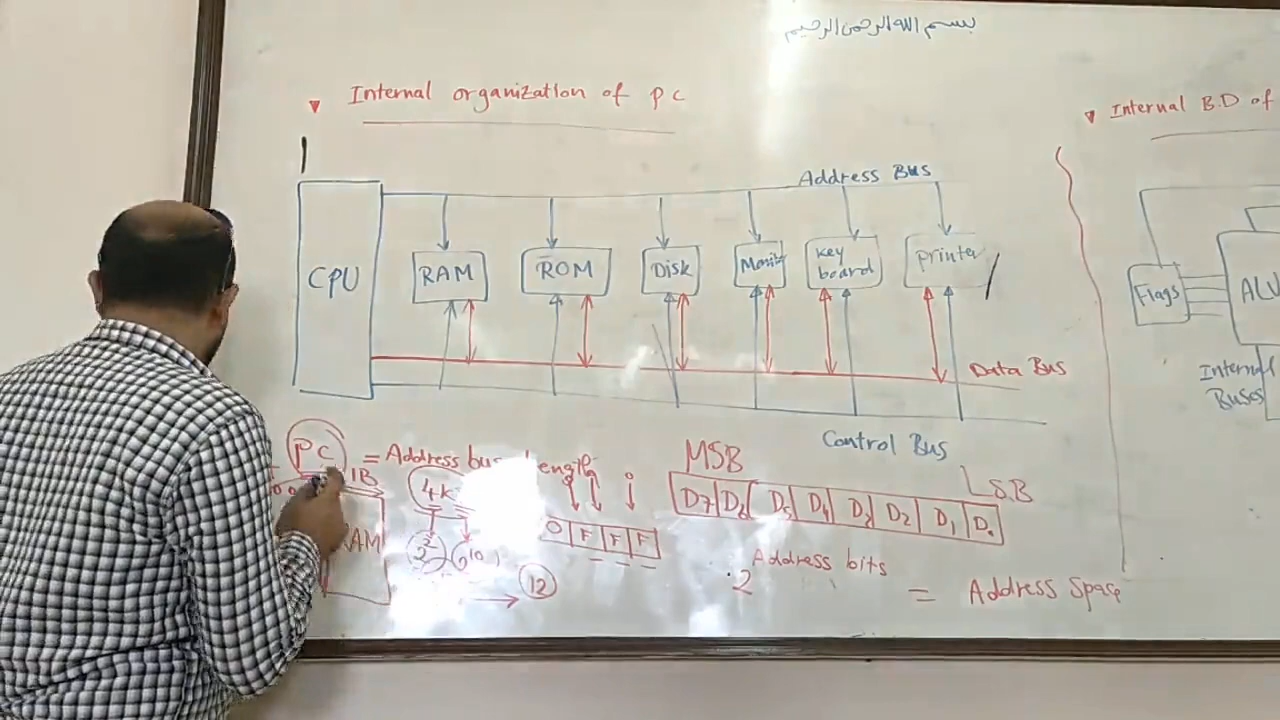 بسم الله الرحمن الرحيم
Internal organization of pc
Internal B.D of
Address Bus
CPU
RAM
ROM
Disk
Monitor
key board
printer
Flags
ALU
Internal Buses
Data Bus
Control Bus
PC = Address bus Length
1B
RAM
4K
2
12
0 F F F
MSB
LSB
D7 D6 D5 D4 D3 D2 D1 D0
2 Address bits = Address Space